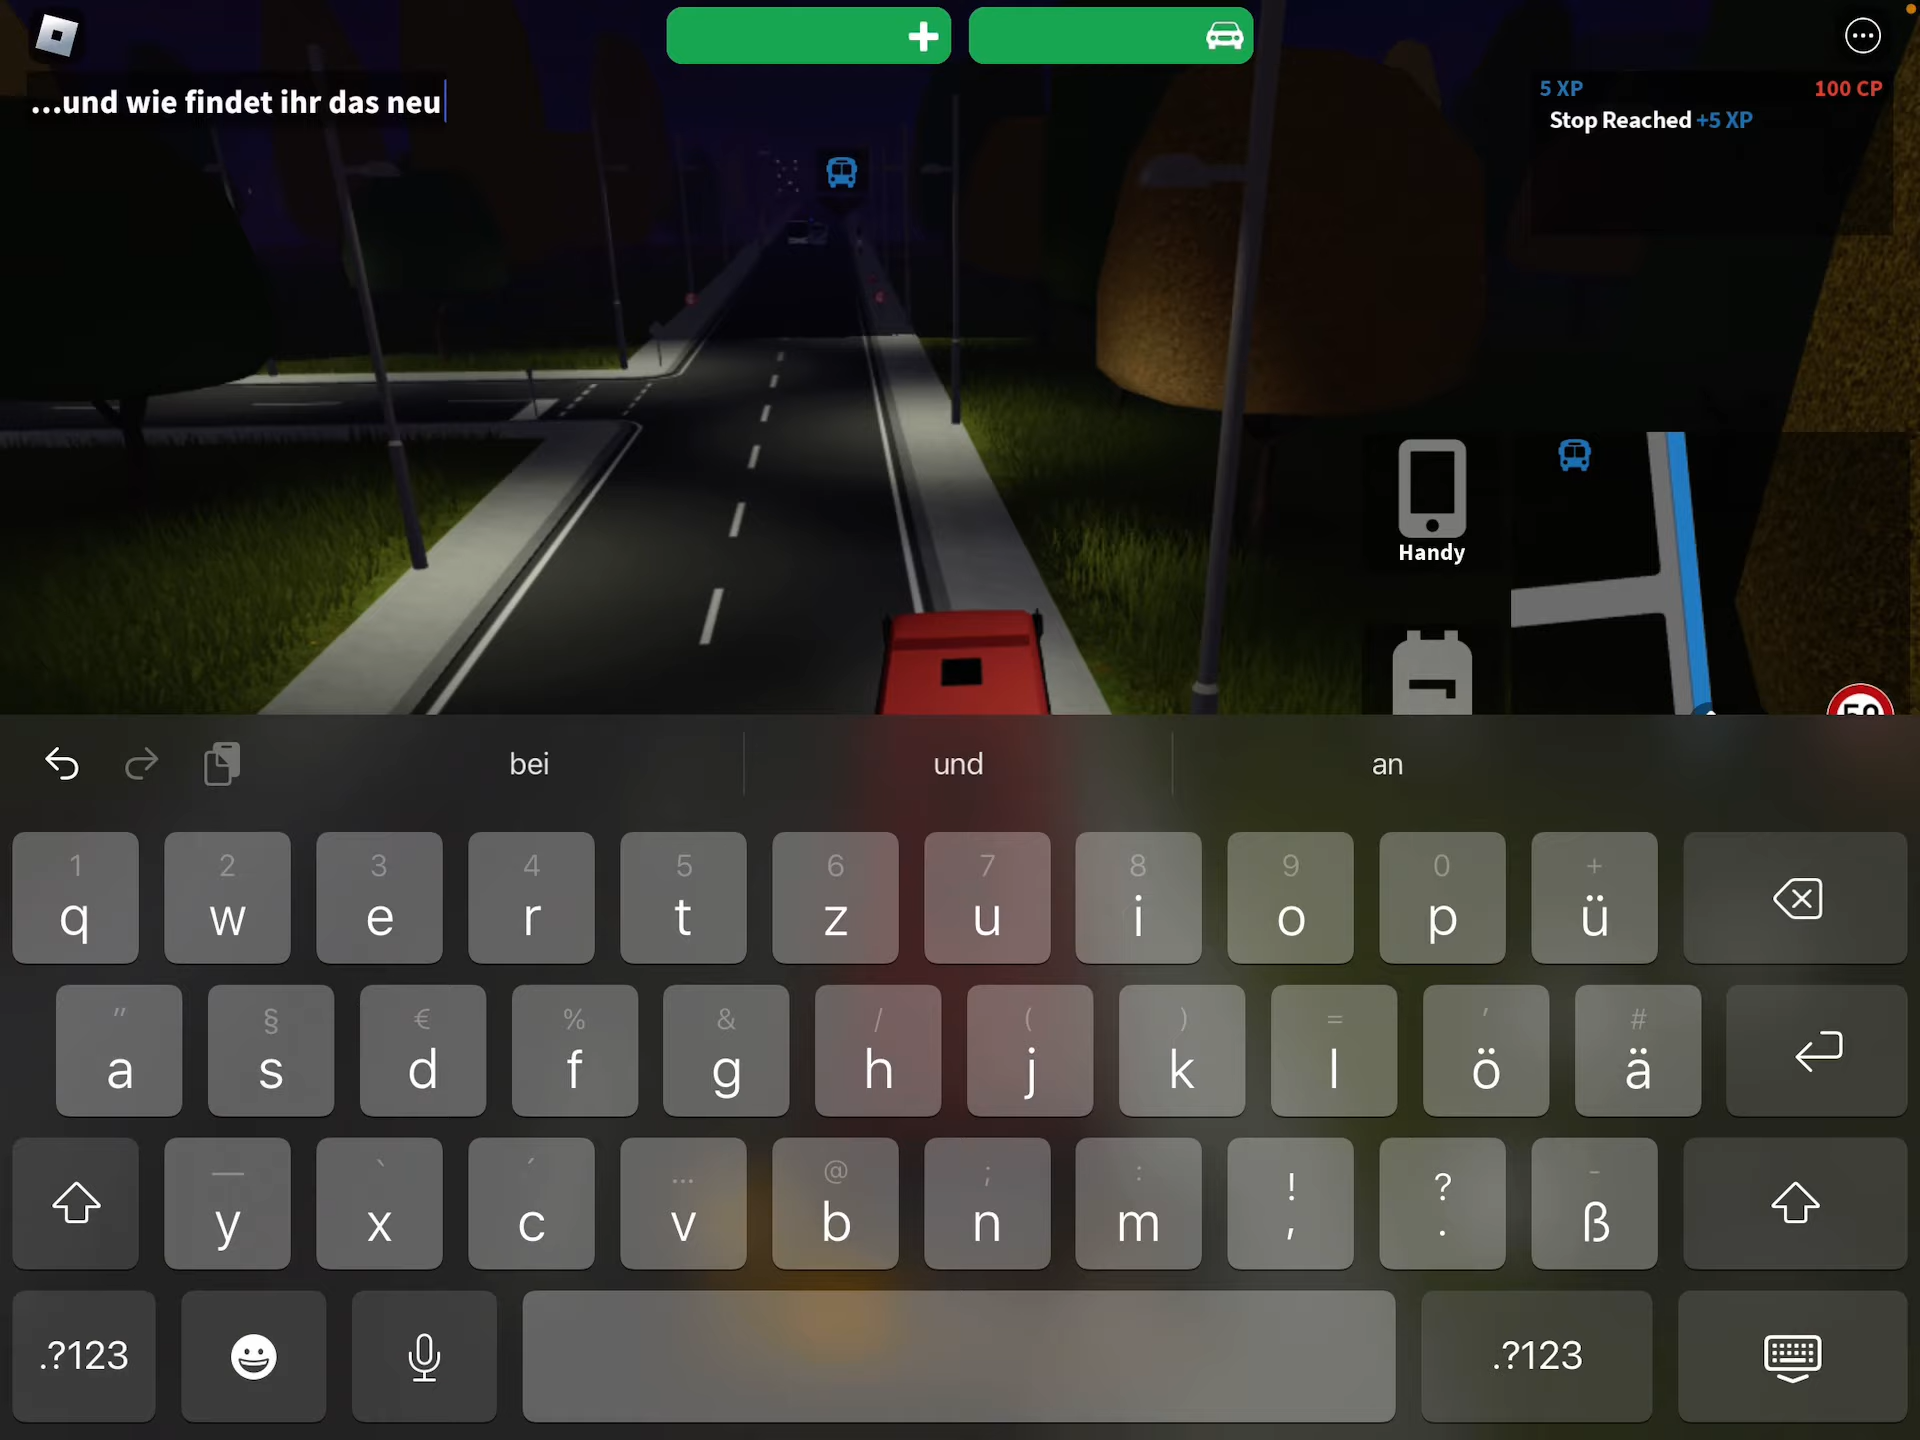 ...und wie findet ihr das neu
5 XP
100 CP
Stop Reached +5 XP
Handy
bei
und
an
1 2 3 4 5 6 7 8 9 0 +
q w e r t z u i o p ü
" § € % & / ( ) = ' #
a s d f g h j k l ö ä
— ` ´ ... @ ; : ! ? -
y x c v b n m , . ß
.?123
.?123